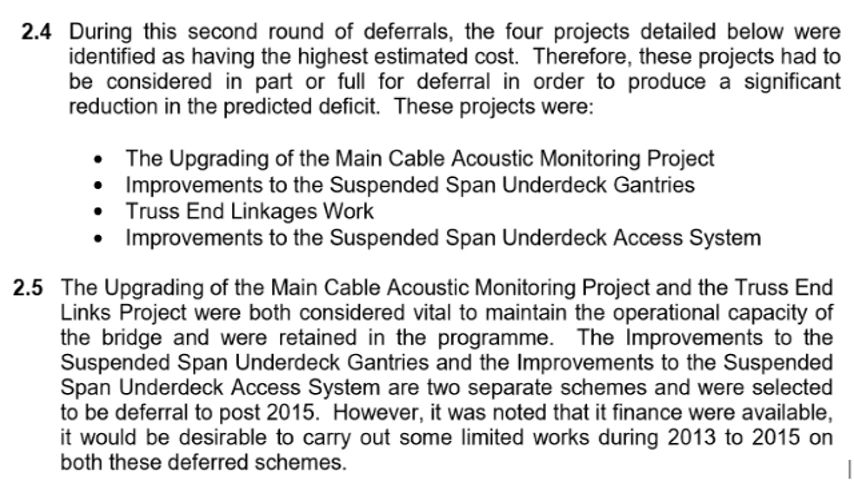 2.4 During this second round of deferrals, the four projects detailed below were
identified as having the highest estimated cost. Therefore, these projects had to
be considered in part or full for deferral in order to produce a significant
reduction in the predicted deficit. These projects were:
• The Upgrading of the Main Cable Acoustic Monitoring Project
• Improvements to the Suspended Span Underdeck Gantries
• Truss End Linkages Work
• Improvements to the Suspended Span Underdeck Access System
2.5 The Upgrading of the Main Cable Acoustic Monitoring Project and the Truss End
Links Project were both considered vital to maintain the operational capacity of
the bridge and were retained in the programme. The Improvements to the
Suspended Span Underdeck Gantries and the Improvements to the Suspended
Span Underdeck Access System are two separate schemes and were selected
to be deferral to post 2015. However, it was noted that it finance were available,
it would be desirable to carry out some limited works during 2013 to 2015 on
both these deferred schemes.